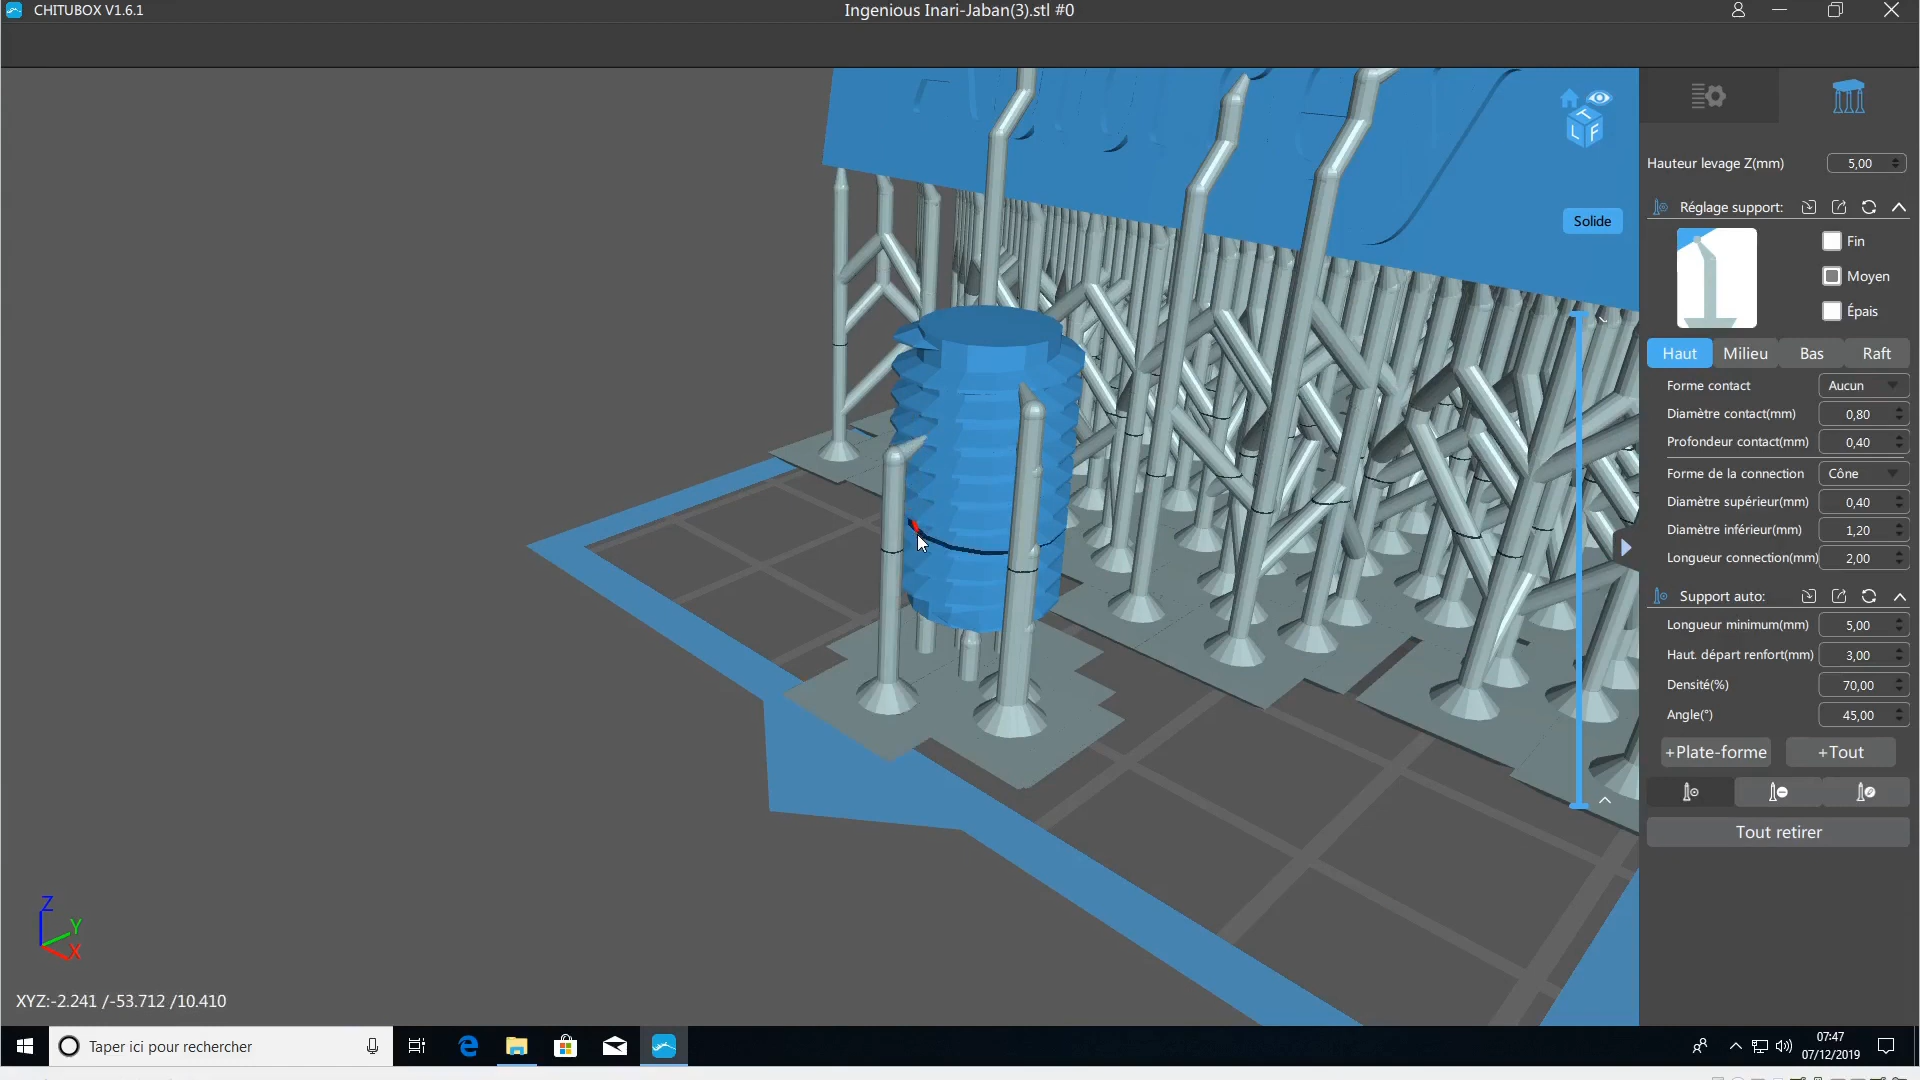 CHITUBOX V1.6.1
Ingenious Inari-Jaban(3).stl #0
T
L F
Solide
Hauteur levage Z(mm) 5,00
Réglage support:
Fin
Moyen
Épais
Haut Milieu Bas Raft
Forme contact Aucun
Diamètre contact(mm) 0,80
Profondeur contact(mm) 0,40
Forme de la connection Cône
Diamètre supérieur(mm) 0,40
Diamètre inférieur(mm) 1,20
Longueur connection(mm) 2,00
Support auto:
Longueur minimum(mm) 5,00
Haut. départ renfort(mm) 3,00
Densité(%) 70,00
Angle(°) 45,00
+Plate-forme +Tout
Tout retirer
Z
Y
X
XYZ:-2.241 /-53.712 /10.410
Taper ici pour rechercher
07:47
07/12/2019